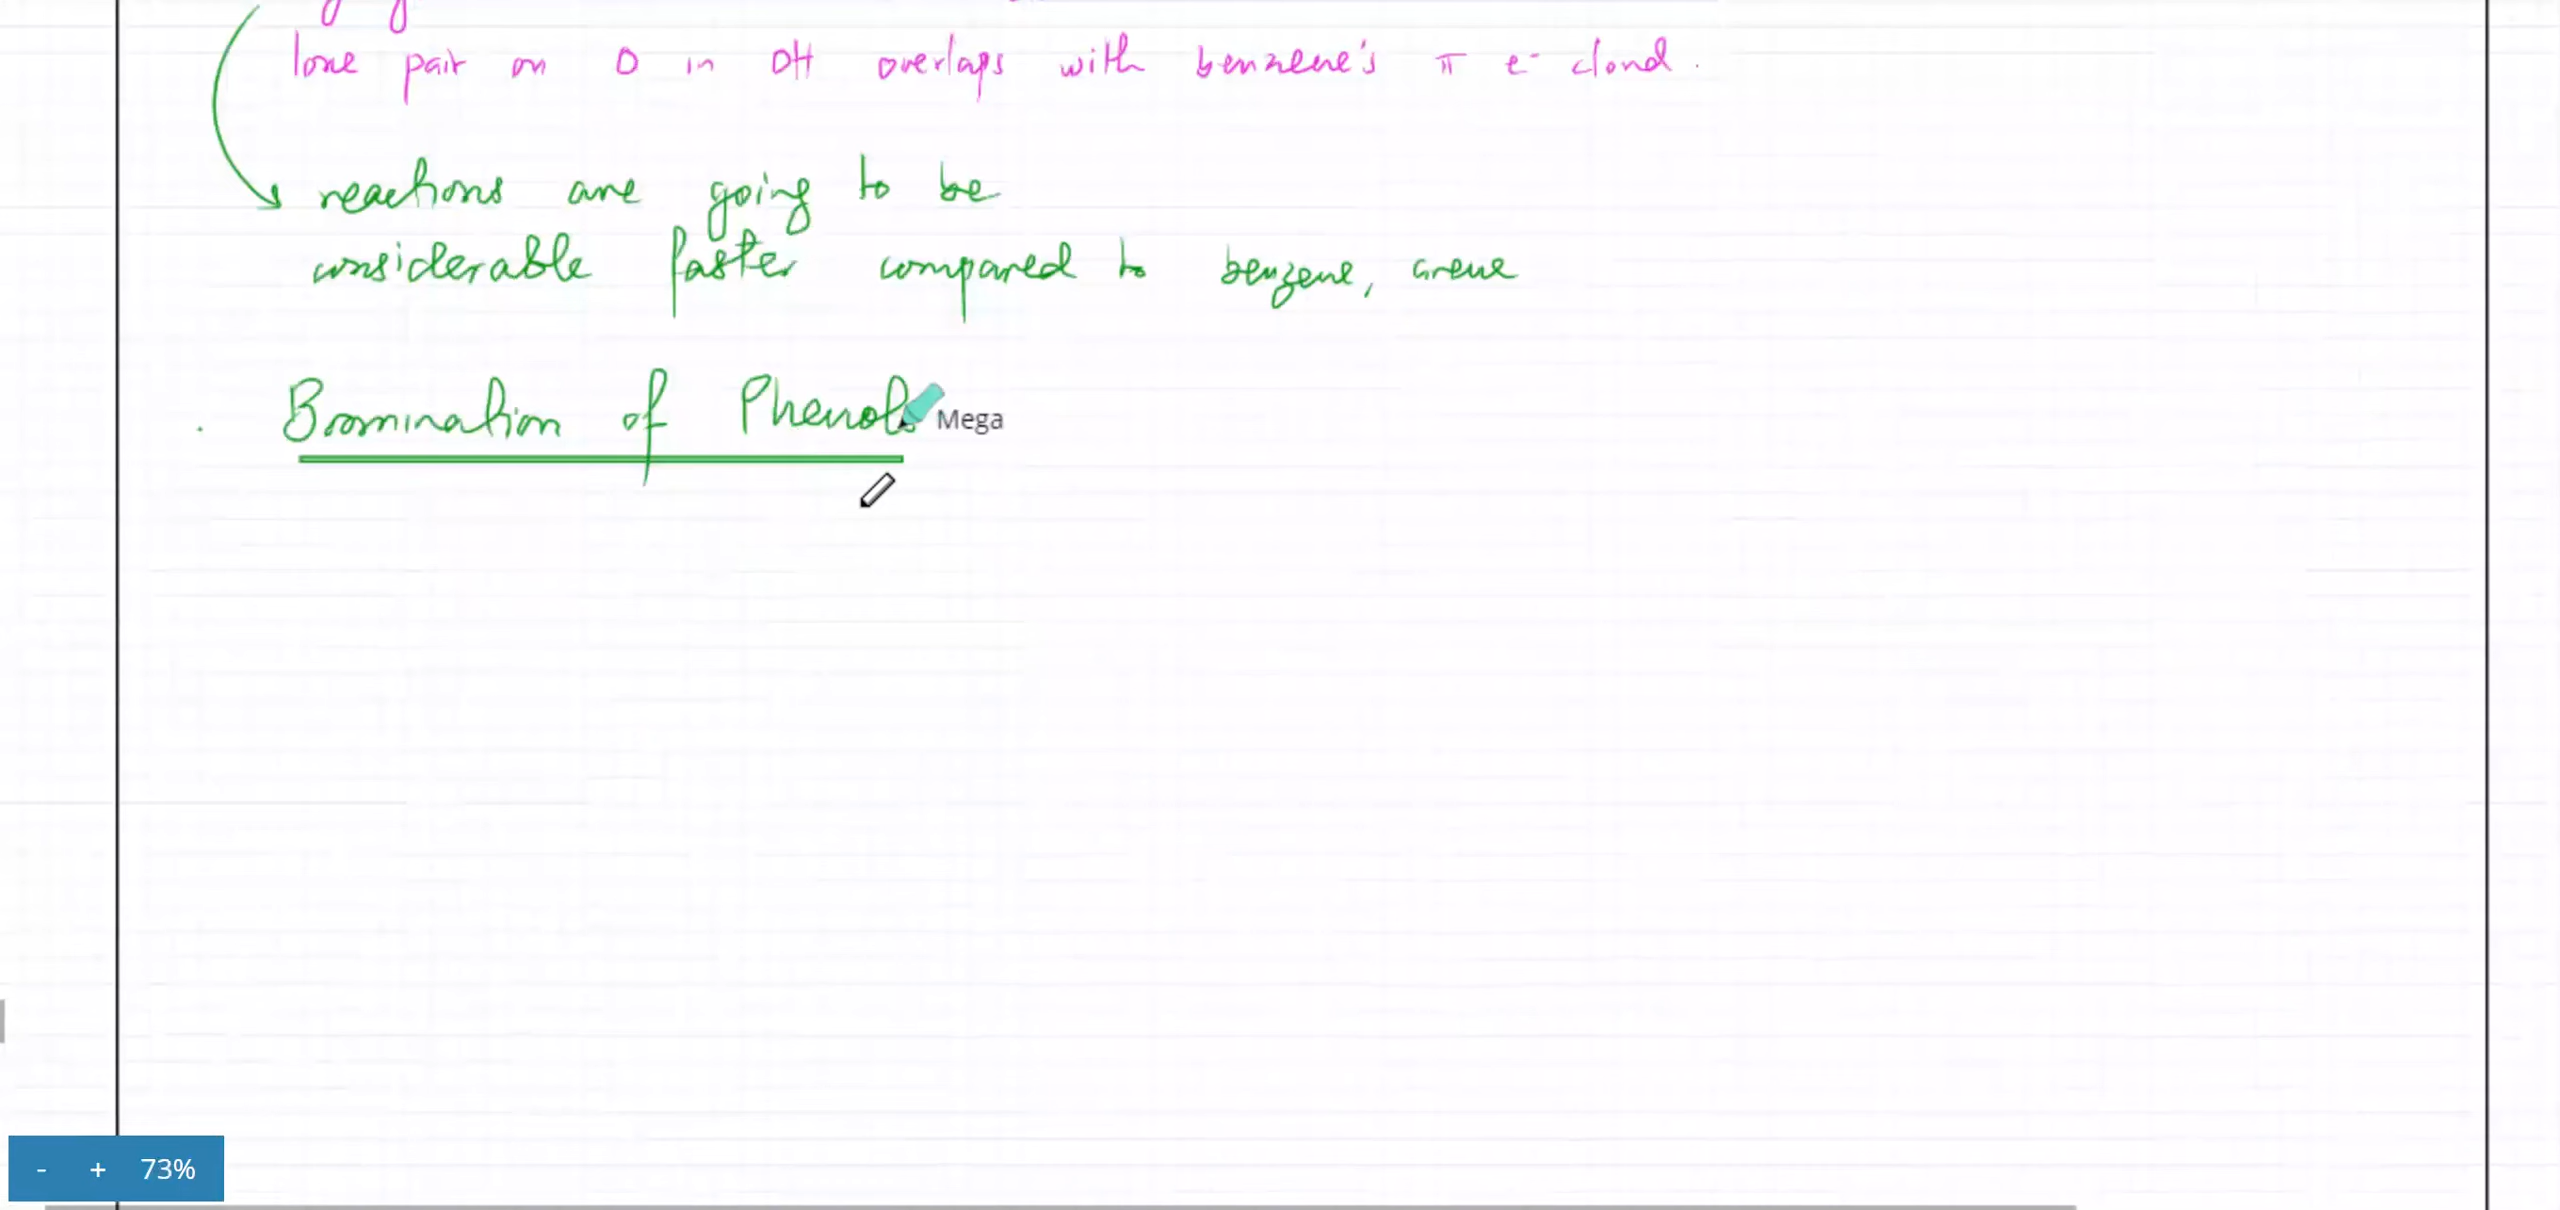 lone pair on O in OH overlaps with benzene's π e⁻ cloud.
reactions are going to be
considerable faster compared to benzene, arene
. Bromination of Phenols
Mega
- + 73%